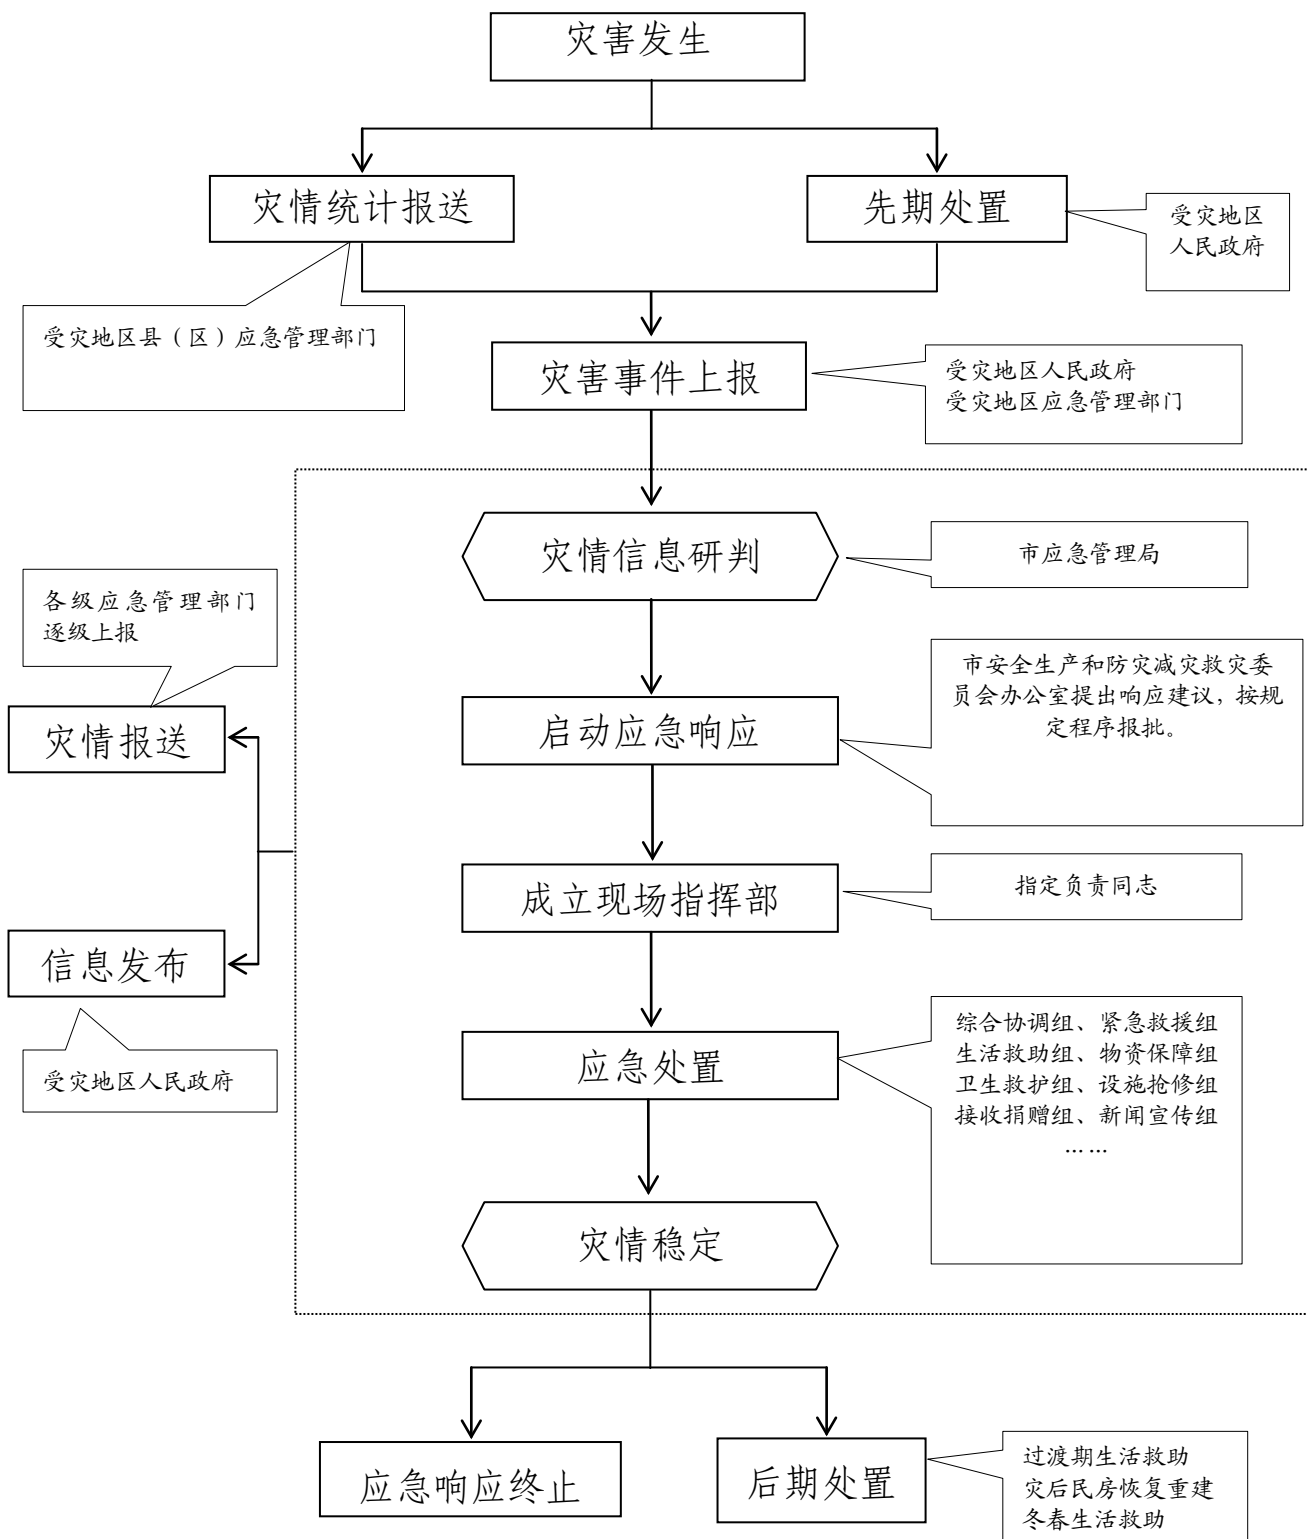 灾害发生
灾情统计报送
先期处置
受灾地区
人民政府
受灾地区县（区）应急管理部门
灾害事件上报
受灾地区人民政府
受灾地区应急管理部门
灾情信息研判
市应急管理局
各级应急管理部门
逐级上报
灾情报送
启动应急响应
市安全生产和防灾减灾救灾委
员会办公室提出响应建议，按规
定程序报批。
成立现场指挥部
指定负责同志
信息发布
受灾地区人民政府
应急处置
综合协调组、紧急救援组
生活救助组、物资保障组
卫生救护组、设施抢修组
接收捐赠组、新闻宣传组
……
灾情稳定
应急响应终止
后期处置
过渡期生活救助
灾后民房恢复重建
冬春生活救助